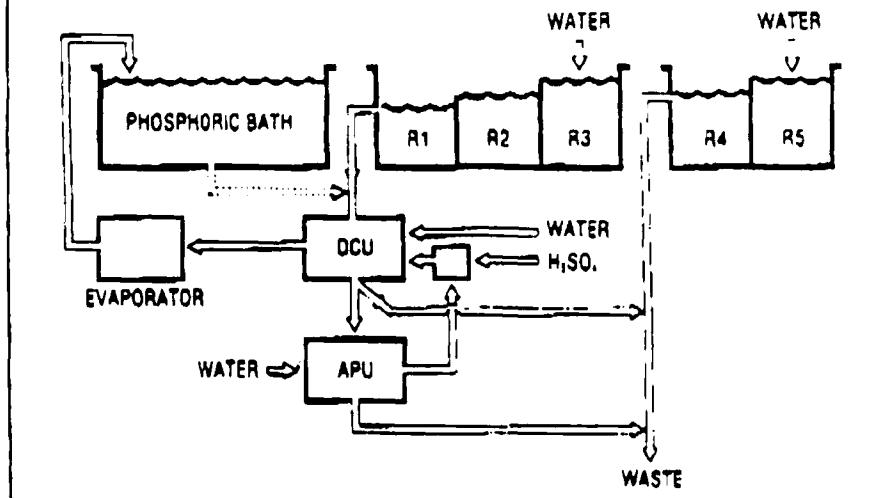 WATER
WATER
PHOSPHORIC BATH
R1
R2
R3
R4
R5
DCU
WATER
H₂SO₄
EVAPORATOR
WATER
APU
WASTE